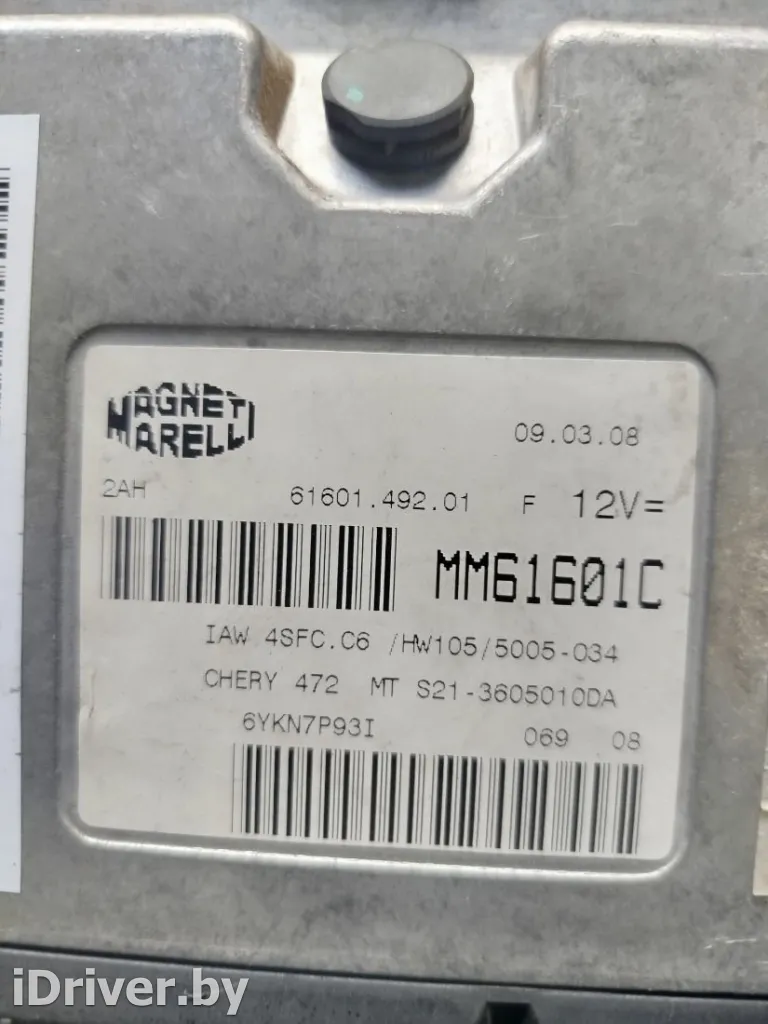 MAGNETI
MARELLI
09.03.08
2AH 61601.492.01 F 12V=
MM61601C
IAW 4SFC.C6 /HW105/5005-034
CHERY 472 MT S21-3605010DA
6YKN7P93I 069 08
iDriver.by